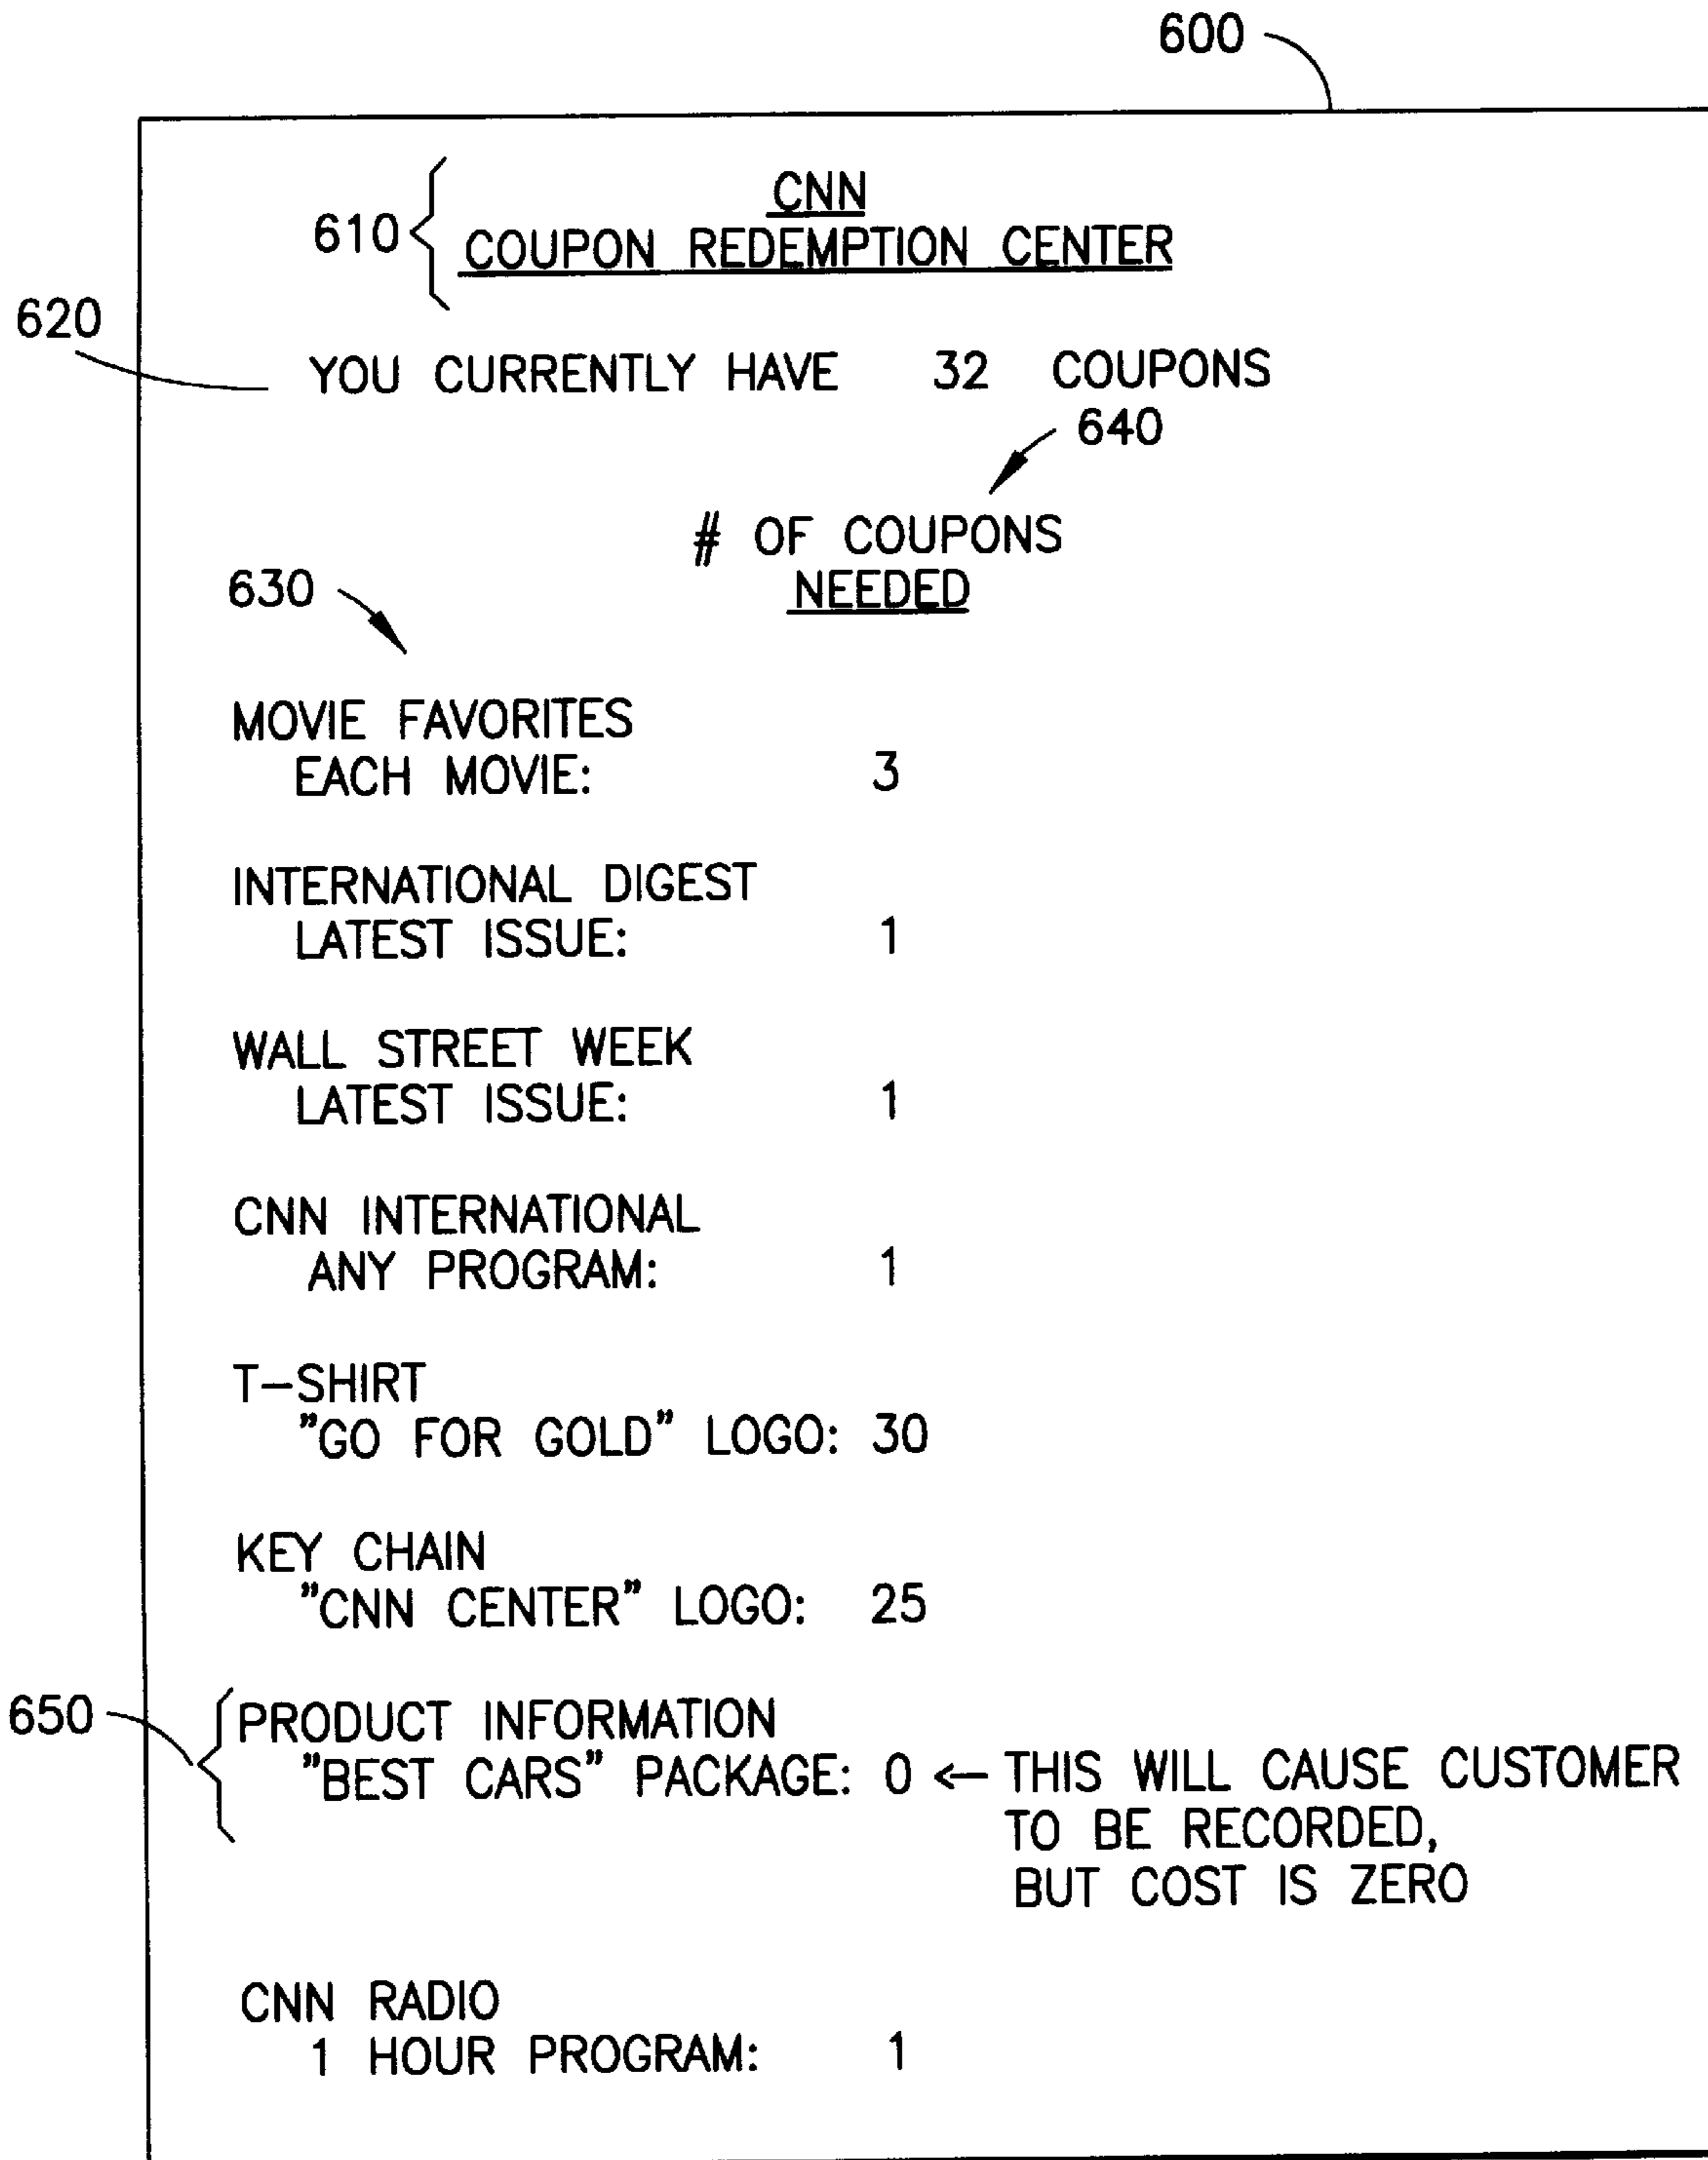 600
CNN
610 COUPON REDEMPTION CENTER
620
YOU CURRENTLY HAVE 32 COUPONS
640
# OF COUPONS
NEEDED
630
MOVIE FAVORITES
EACH MOVIE: 3
INTERNATIONAL DIGEST
LATEST ISSUE: 1
WALL STREET WEEK
LATEST ISSUE: 1
CNN INTERNATIONAL
ANY PROGRAM: 1
T-SHIRT
"GO FOR GOLD" LOGO: 30
KEY CHAIN
"CNN CENTER" LOGO: 25
650 PRODUCT INFORMATION
"BEST CARS" PACKAGE: 0 ← THIS WILL CAUSE CUSTOMER
TO BE RECORDED,
BUT COST IS ZERO
CNN RADIO
1 HOUR PROGRAM: 1